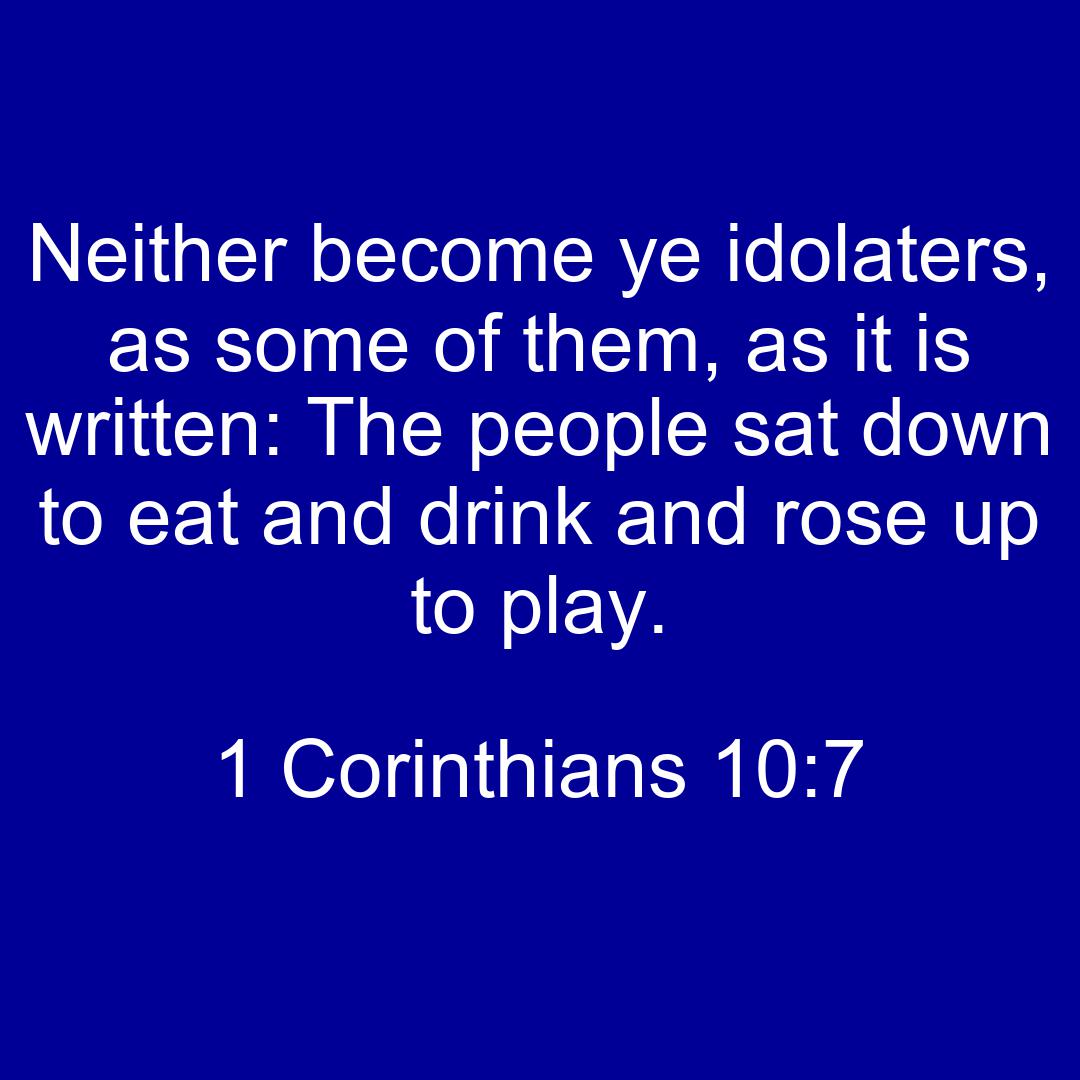 Neither become ye idolaters,
as some of them, as it is
written: The people sat down
to eat and drink and rose up
to play.
1 Corinthians 10:7